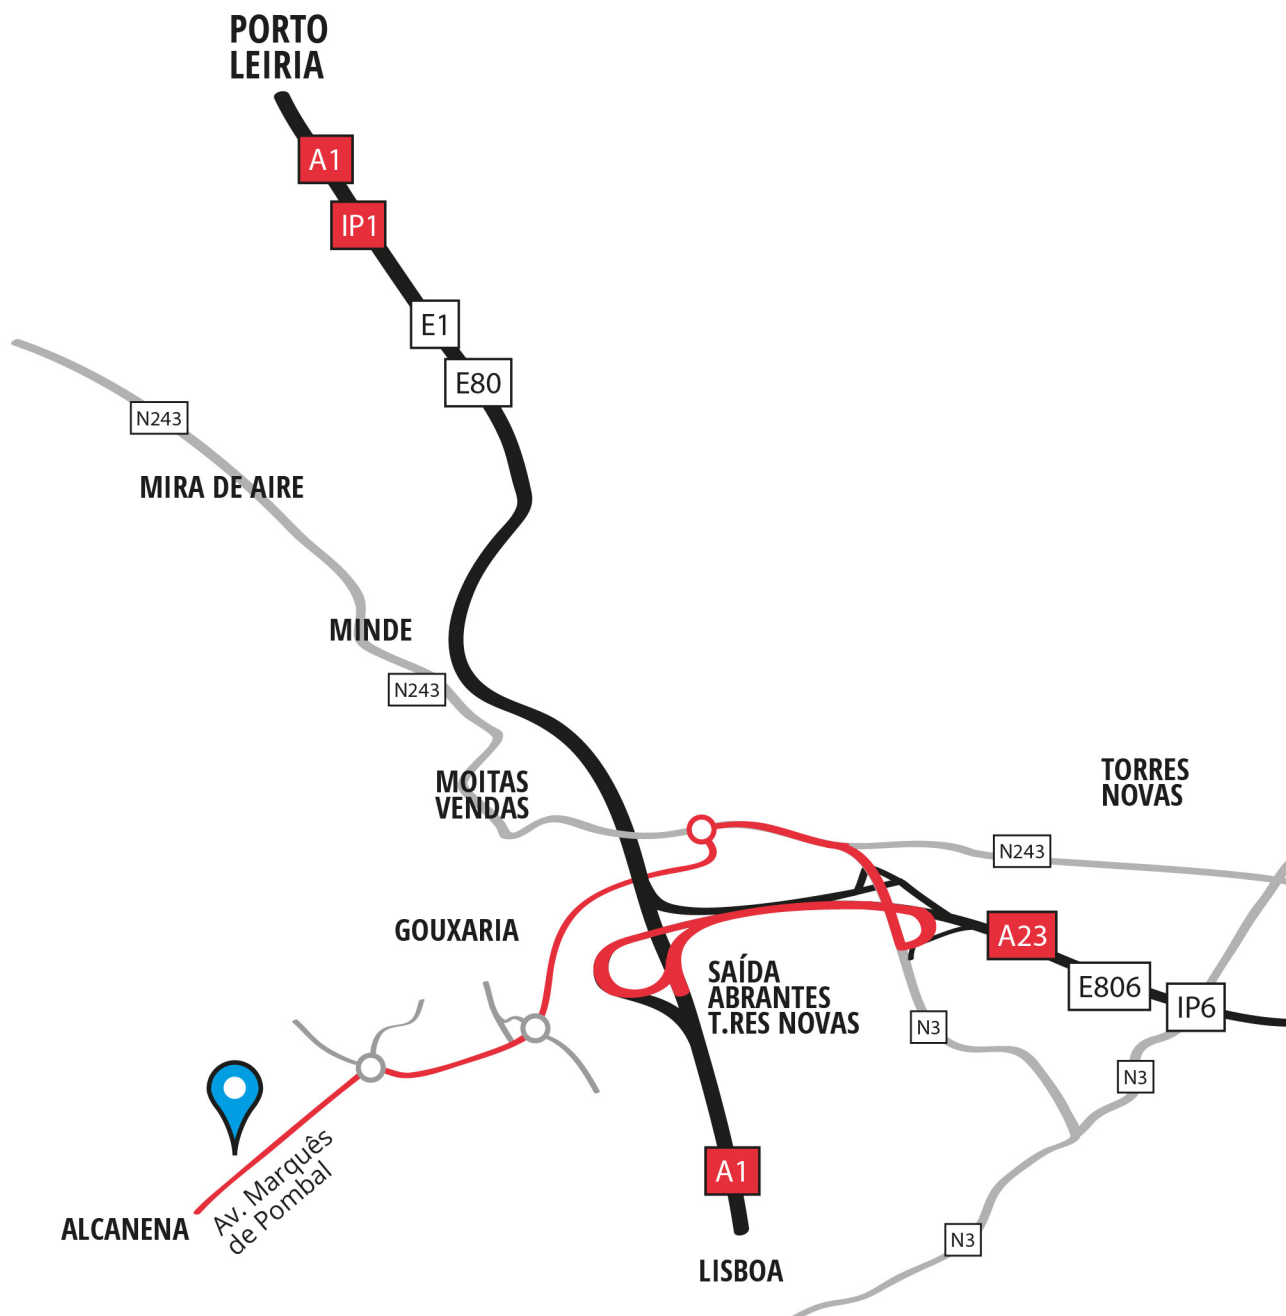 PORTO
LEIRIA
A1
IP1
E1
E80
N243
MIRA DE AIRE
MINDE
N243
MOITAS
VENDAS
TORRES
NOVAS
N243
GOUXARIA
A23
SAÍDA
ABRANTES
T.RES NOVAS
E806
IP6
N3
N3
Av. Marquês
de Pombal
A1
ALCANENA
N3
LISBOA